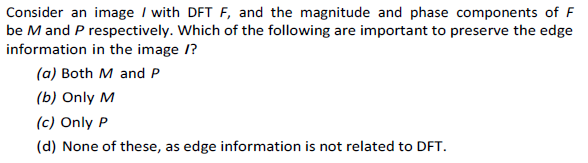 Consider an image I with DFT F, and the magnitude and phase components of F
be M and P respectively. Which of the following are important to preserve the edge
information in the image I?
(a) Both M and P
(b) Only M
(c) Only P
(d) None of these, as edge information is not related to DFT.